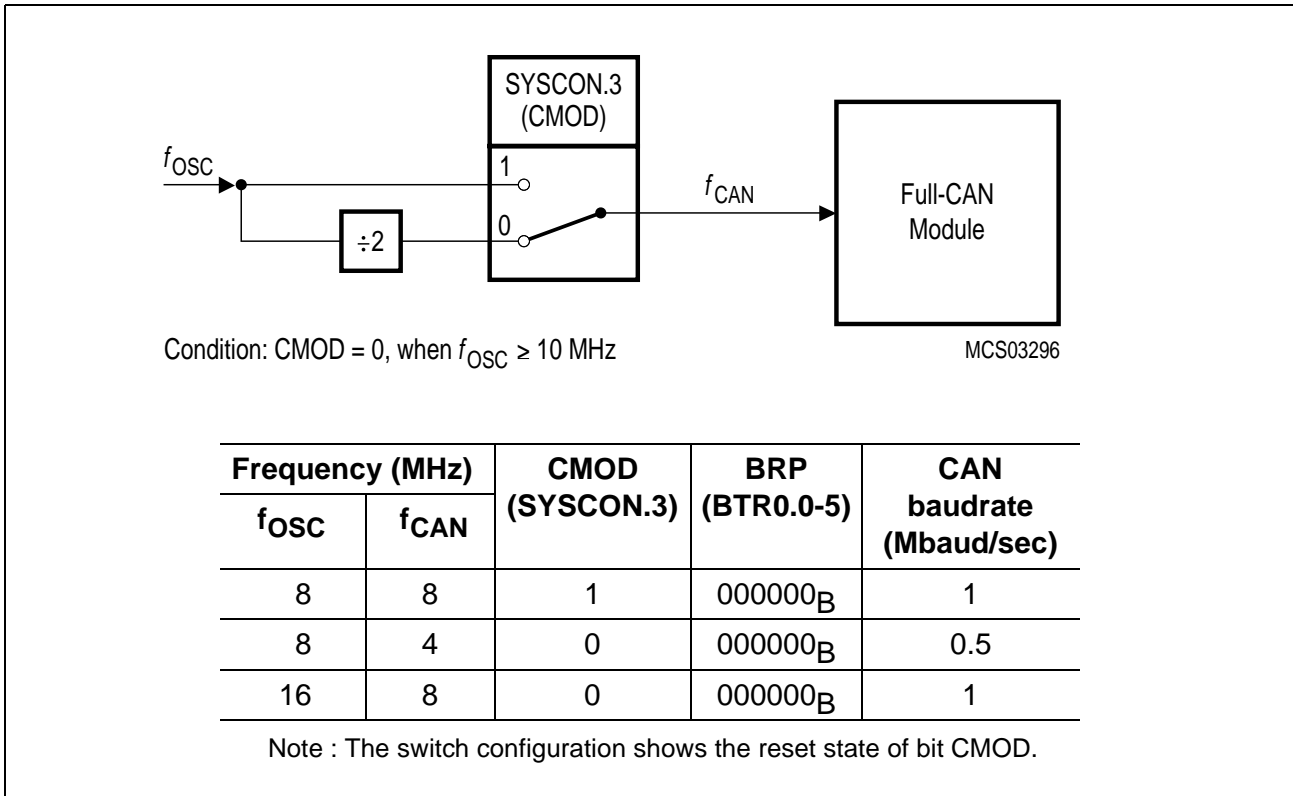 SYSCON.3
(CMOD)
fOSC
1
fCAN
Full-CAN
Module
0
÷2
Condition: CMOD = 0, when fOSC ≥ 10 MHz
MCS03296
Frequency (MHz) CMOD BRP CAN
fOSC fCAN (SYSCON.3) (BTR0.0-5) baudrate
(Mbaud/sec)
8 8 1 000000B 1
8 4 0 000000B 0.5
16 8 0 000000B 1
Note : The switch configuration shows the reset state of bit CMOD.